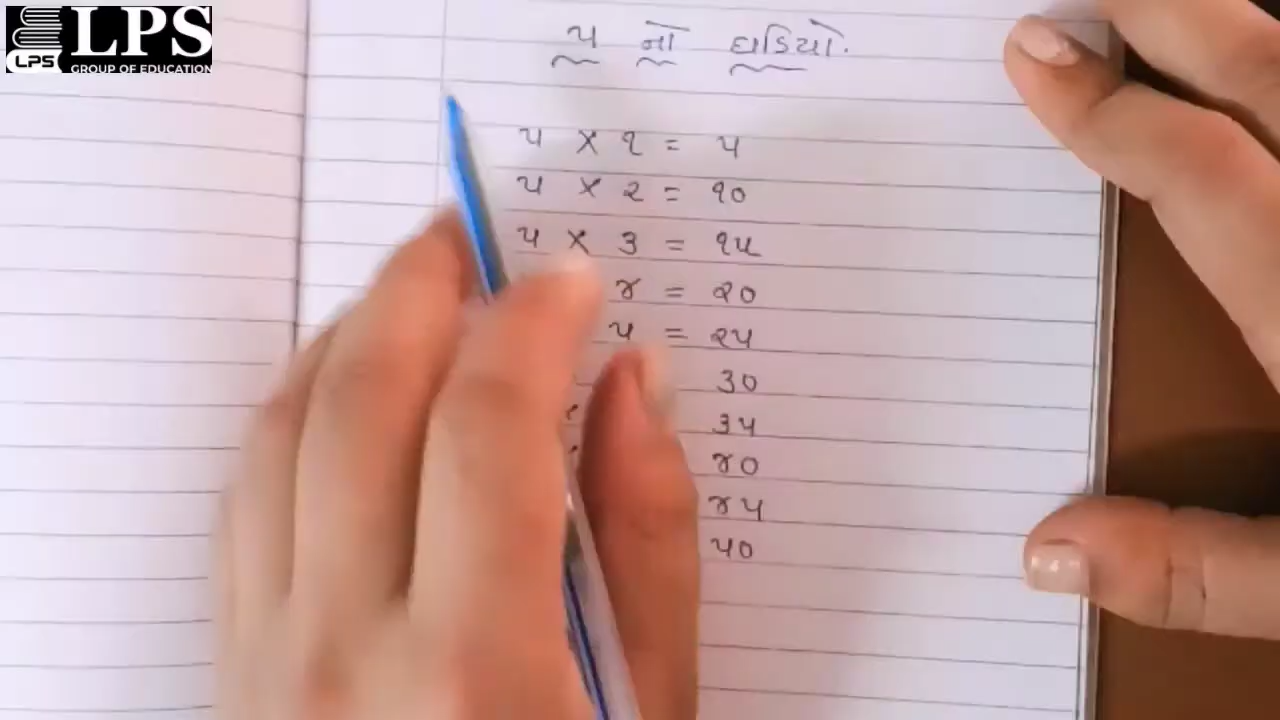 LPS
LPS
GROUP OF EDUCATION
૫ નો ઘડિયો.
૫ × ૧ = ૫
૫ × ૨ = ૧૦
૫ × ૩ = ૧૫
૪ = ૨૦
૫ = ૨૫
૩૦
૩૫
૪૦
૪૫
૫૦